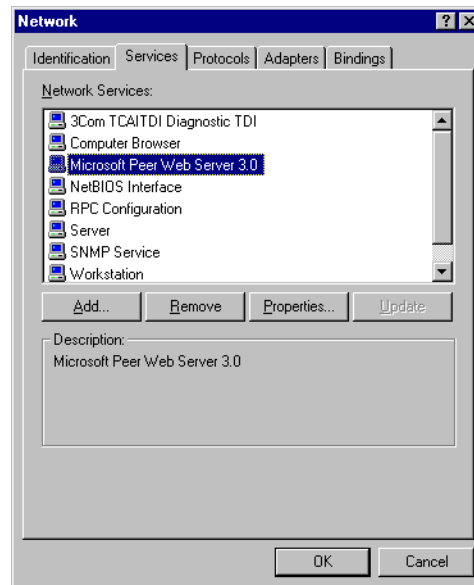 Network
Identification Services Protocols Adapters Bindings
Network Services:
3Com TCAITDI Diagnostic TDI
Computer Browser
Microsoft Peer Web Server 3.0
NetBIOS Interface
RPC Configuration
Server
SNMP Service
Workstation
Add... Remove Properties... Update
Description:
Microsoft Peer Web Server 3.0
OK Cancel